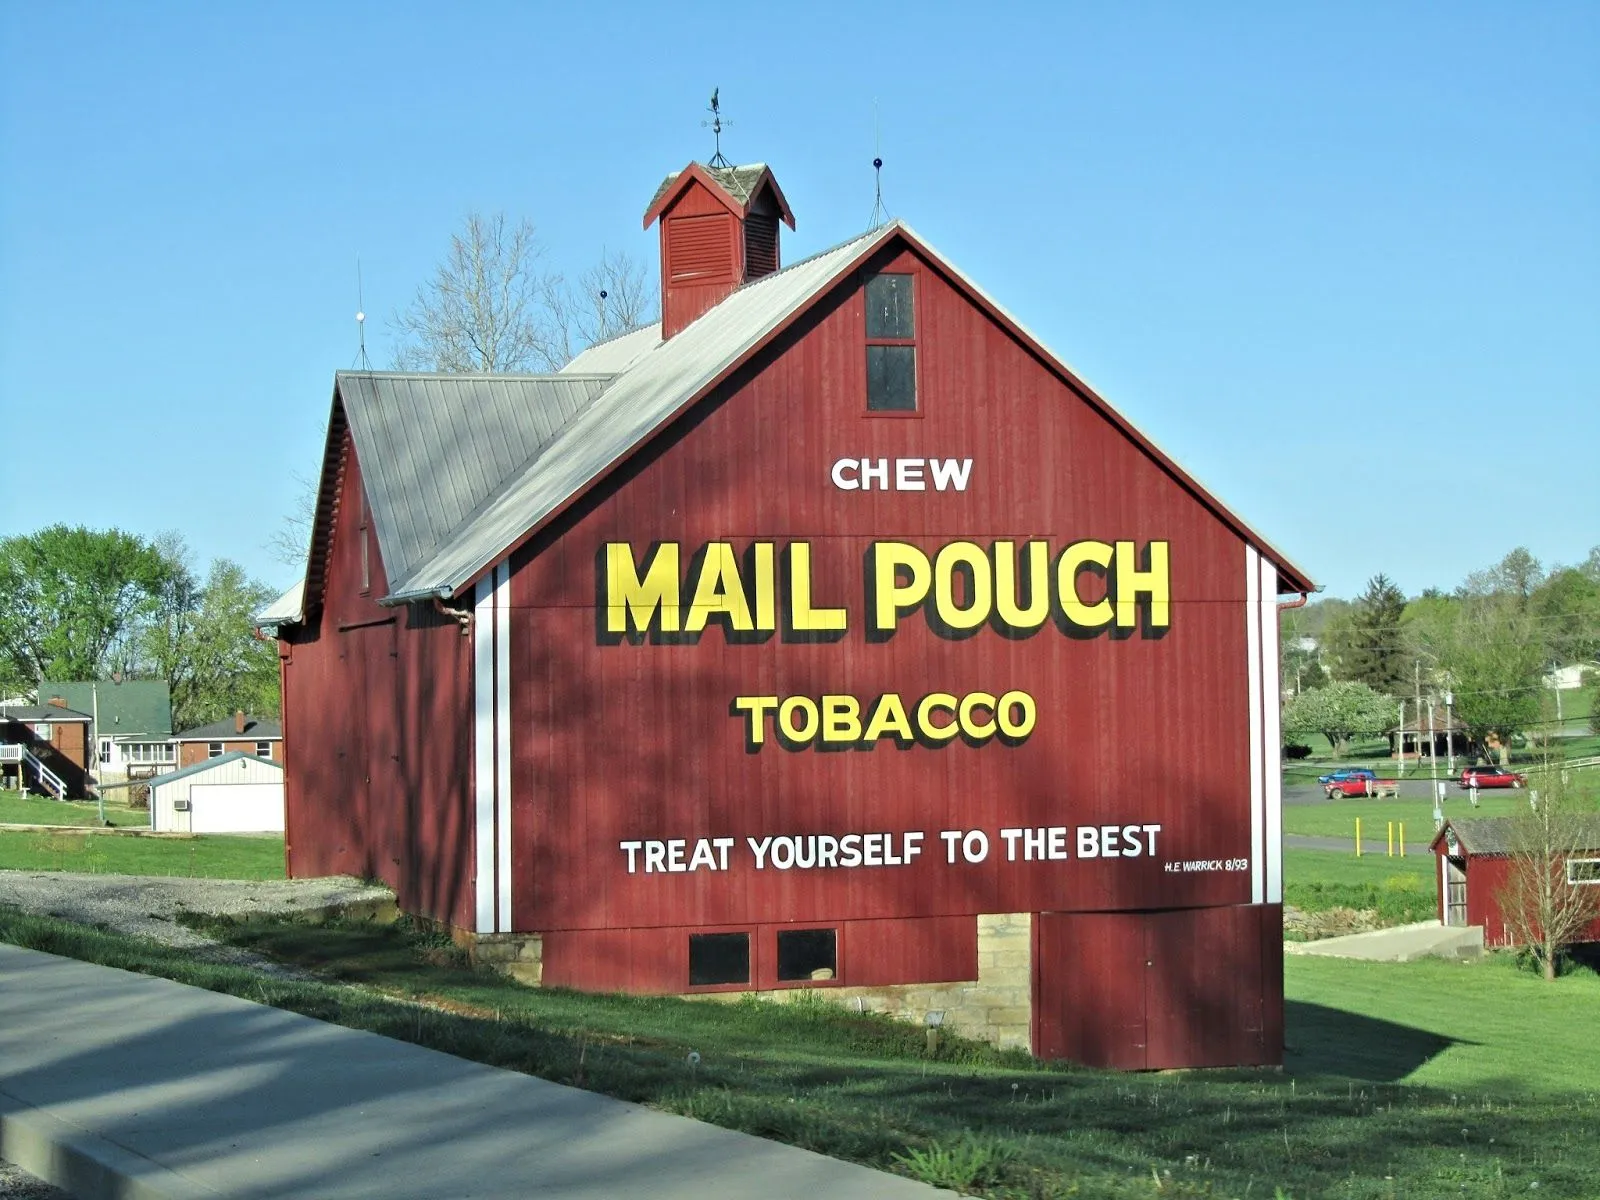 CHEW
MAIL POUCH
TOBACCO
TREAT YOURSELF TO THE BEST
H.E. WARRICK 8/93